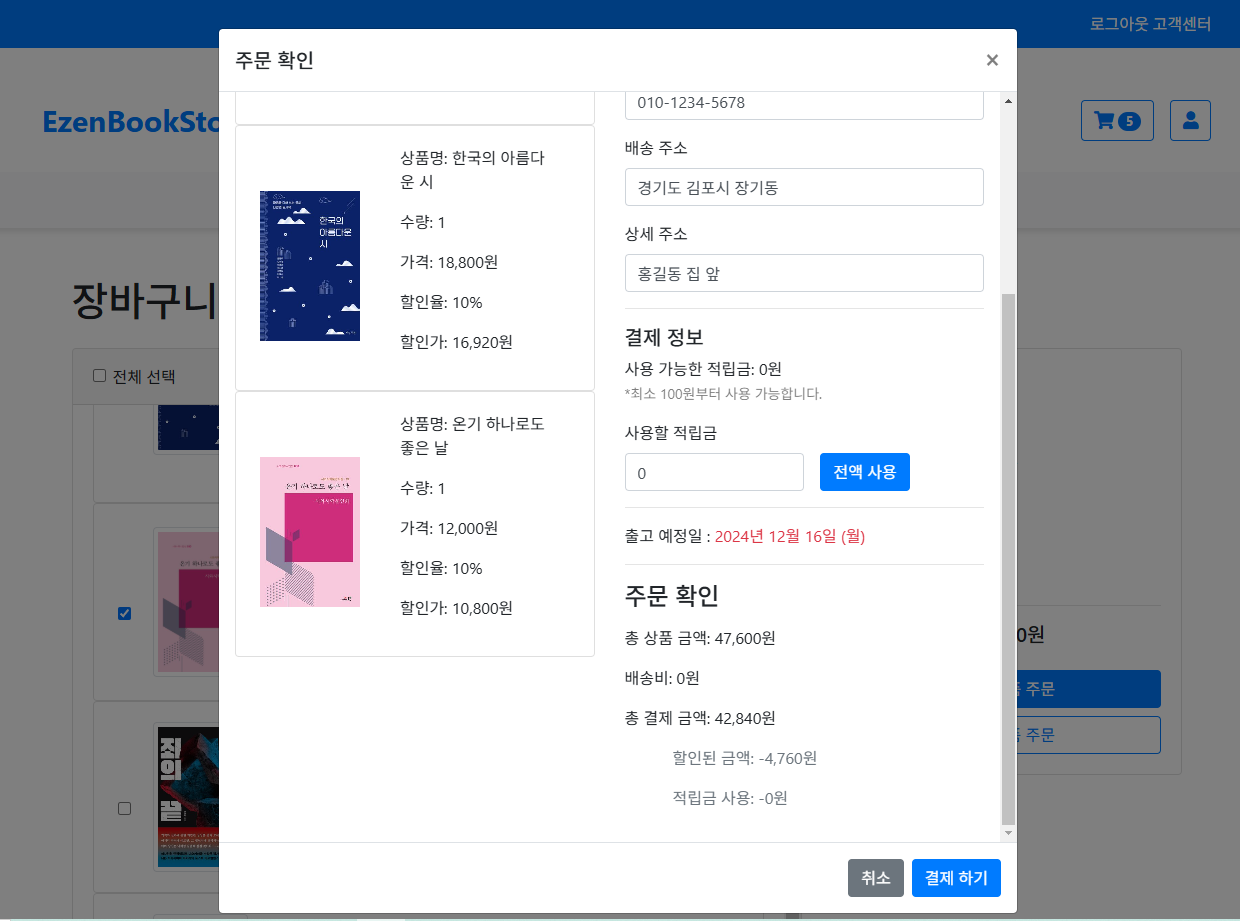 로그아웃 고객센터
주문 확인
×
EzenBookSto
5
010-1234-5678
상품명: 한국의 아름다
운 시
수량: 1
가격: 18,800원
할인율: 10%
할인가: 16,920원
한국의
아름다운
시
배송 주소
경기도 김포시 장기동
상세 주소
홍길동 집 앞
결제 정보
사용 가능한 적립금: 0원
*최소 100원부터 사용 가능합니다.
사용할 적립금
0
전액 사용
장바구니
전체 선택
상품명: 온기 하나로도
좋은 날
수량: 1
가격: 12,000원
할인율: 10%
할인가: 10,800원
출고 예정일 : 2024년 12월 16일 (월)
주문 확인
총 상품 금액: 47,600원
배송비: 0원
총 결제 금액: 42,840원
할인된 금액: -4,760원
적립금 사용: -0원
0원
주문
주문
죄의
끝
취소
결제 하기